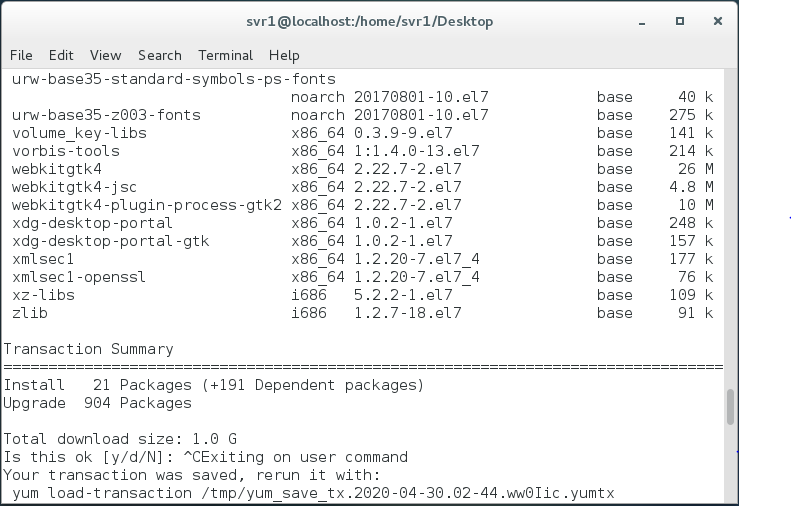 svr1@localhost:/home/svr1/Desktop
File Edit View Search Terminal Help
urw-base35-standard-symbols-ps-fonts
noarch 20170801-10.el7 base 40 k
urw-base35-z003-fonts noarch 20170801-10.el7 base 275 k
volume_key-libs x86_64 0.3.9-9.el7 base 141 k
vorbis-tools x86_64 1:1.4.0-13.el7 base 214 k
webkitgtk4 x86_64 2.22.7-2.el7 base 26 M
webkitgtk4-jsc x86_64 2.22.7-2.el7 base 4.8 M
webkitgtk4-plugin-process-gtk2 x86_64 2.22.7-2.el7 base 10 M
xdg-desktop-portal x86_64 1.0.2-1.el7 base 248 k
xdg-desktop-portal-gtk x86_64 1.0.2-1.el7 base 157 k
xmlsec1 x86_64 1.2.20-7.el7_4 base 177 k
xmlsec1-openssl x86_64 1.2.20-7.el7_4 base 76 k
xz-libs i686 5.2.2-1.el7 base 109 k
zlib i686 1.2.7-18.el7 base 91 k
Transaction Summary
================================================================================
Install 21 Packages (+191 Dependent packages)
Upgrade 904 Packages
Total download size: 1.0 G
Is this ok [y/d/N]: ^CExiting on user command
Your transaction was saved, rerun it with:
yum load-transaction /tmp/yum_save_tx.2020-04-30.02-44.ww0Iic.yumtx